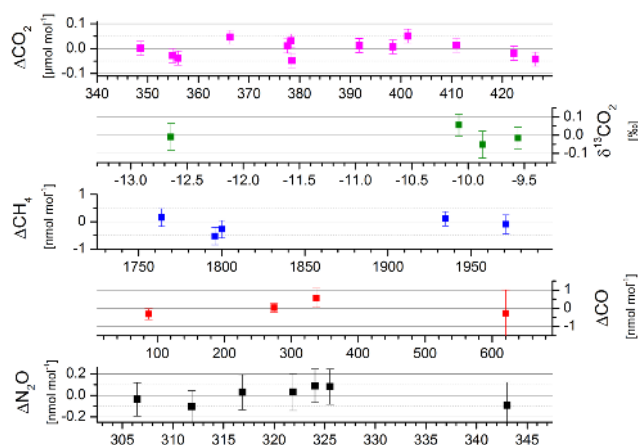 ΔCO₂
[µmol mol⁻¹]
0.1
0.0
-0.1
340 350 360 370 380 390 400 410 420
δ¹³CO₂
[‰]
0.1
0.0
-0.1
-13.0 -12.5 -12.0 -11.5 -11.0 -10.5 -10.0 -9.5
ΔCH₄
[nmol mol⁻¹]
1
0
-1
1750 1800 1850 1900 1950
ΔCO
[nmol mol⁻¹]
1
0
-1
0 100 200 300 400 500 600
ΔN₂O
[nmol mol⁻¹]
0.2
0.0
-0.2
305 310 315 320 325 330 335 340 345